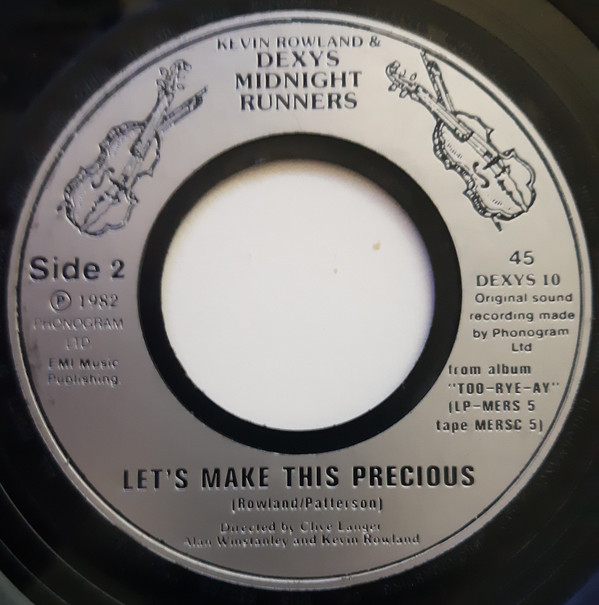 KEVIN ROWLAND &
DEXYS
MIDNIGHT
RUNNERS
Side 2
℗ 1982
PHONOGRAM
LTD
EMI Music
Publishing
45
DEXYS 10
Original sound
recording made
by Phonogram
Ltd
from album
"TOO-RYE-AY"
(LP-MERS 5
tape MERSC 5)
LET'S MAKE THIS PRECIOUS
(Rowland/Patterson)
Directed by Clive Langer
Alan Winstanley and Kevin Rowland